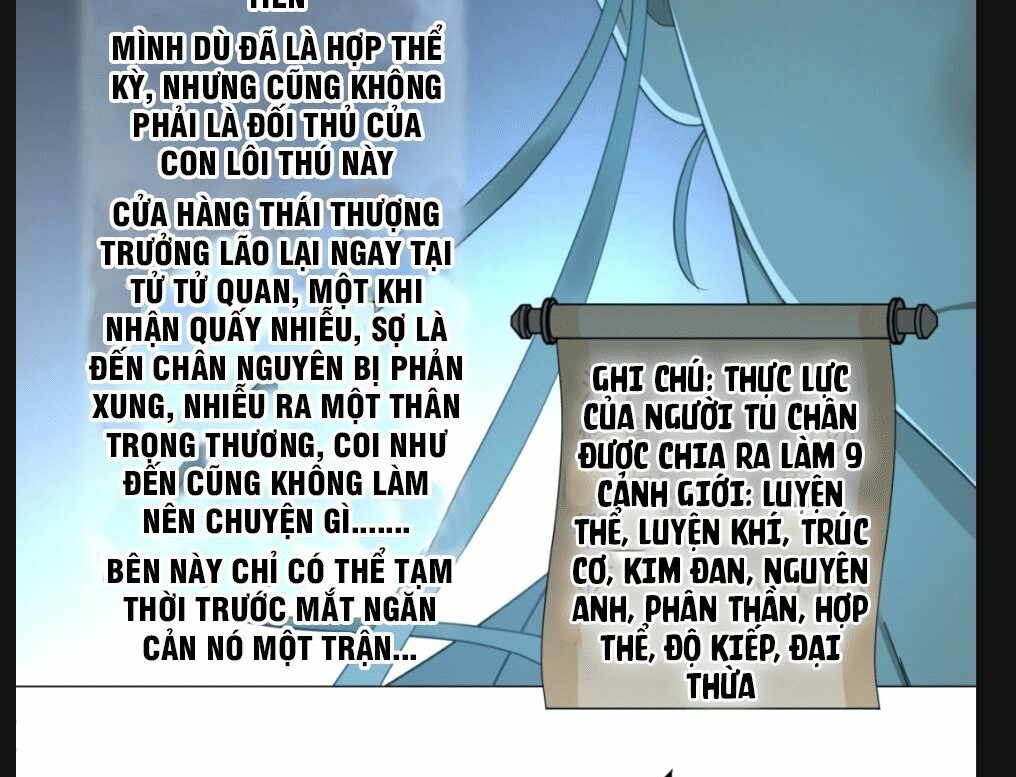 MÌNH DÙ ĐÃ LÀ HỢP THỂ
KỲ, NHƯNG CŨNG KHÔNG
PHẢI LÀ ĐỐI THỦ CỦA
CON LÔI THÚ NÀY
CỬA HÀNG THÁI THƯỢNG
TRƯỞNG LÃO LẠI NGAY TẠI
TỬ TỬ QUAN, MỘT KHI
NHẬN QUẤY NHIỄU, SỢ LÀ
ĐẾN CHÂN NGUYÊN BỊ PHẢN
XUNG, NHIỄU RA MỘT THÂN
TRỌNG THƯƠNG, COI NHƯ
ĐẾN CŨNG KHÔNG LÀM
NÊN CHUYỆN GÌ.......
BÊN NÀY CHỈ CÓ THỂ TẠM
THỜI TRƯỚC MẮT NGĂN
CẢN NÓ MỘT TRẬN...
GHI CHÚ: THỰC LỰC
CỦA NGƯỜI TU CHÂN
ĐƯỢC CHIA RA LÀM 9
CẢNH GIỚI: LUYỆN
THỂ, LUYỆN KHÍ, TRÚC
CƠ, KIM ĐAN, NGUYÊN
ANH, PHÂN THẦN, HỢP
THỂ, ĐỘ KIẾP, ĐẠI
THỪA